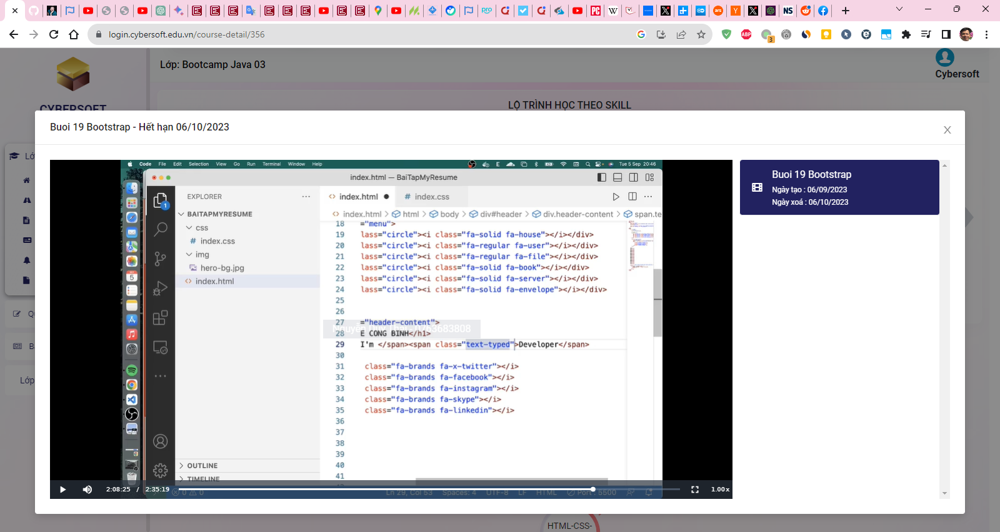 login.cybersoft.edu.vn/course-detail/356
3
Lớp: Bootcamp Java 03
Cybersoft
CYBERSOFT
LỘ TRÌNH HỌC THEO SKILL
Buoi 19 Bootstrap - Hết hạn 06/10/2023
X
Code File Edit Selection View Go Run Terminal Window Help
Tue 5 Sep 20:46
index.html — BaiTapMyResume
EXPLORER
index.html
# index.css
BAITAPMYRESUME
css
# index.css
img
hero-bg.jpg
index.html
index.html > html > body > div#header > div.header-content > span.te
18 ="menu">
19 lass="circle"><i class="fa-solid fa-house"></i></div>
20 lass="circle"><i class="fa-regular fa-user"></i></div>
21 lass="circle"><i class="fa-regular fa-file"></i></div>
22 lass="circle"><i class="fa-solid fa-book"></i></div>
23 lass="circle"><i class="fa-solid fa-server"></i></div>
24 lass="circle"><i class="fa-solid fa-envelope"></i></div>
25
26
27 ="header-content">
28 E CONG BINH</h1>
29 I'm </span><span class="text-typed">Developer</span>
30
31 class="fa-brands fa-x-twitter"></i>
32 class="fa-brands fa-facebook"></i>
33 class="fa-brands fa-instagram"></i>
34 class="fa-brands fa-skype"></i>
35 class="fa-brands fa-linkedin"></i>
36
37
38
39
40
41
OUTLINE
TIMELINE
2:08:25 / 2:35:19
1.00x
Ln 29, Col 53 Spaces: 4 UTF-8 LF HTML Port : 5500
Buoi 19 Bootstrap
Ngày tạo : 06/09/2023
Ngày xoá : 06/10/2023
Lớp
HTML-CSS-